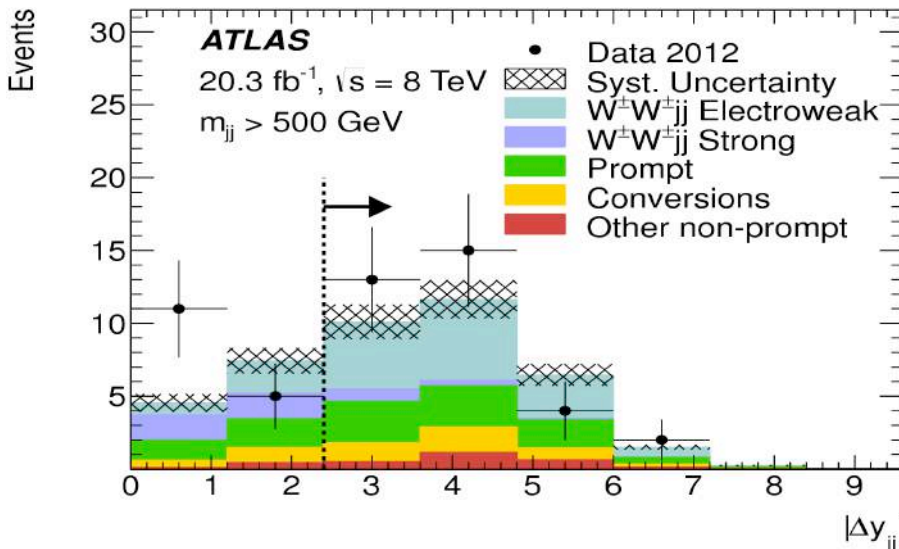 Events
30
25
20
15
10
5
ATLAS
20.3 fb⁻¹, √s = 8 TeV
m_jj > 500 GeV
Data 2012
Syst. Uncertainty
W±W±jj Electroweak
W±W±jj Strong
Prompt
Conversions
Other non-prompt
0 1 2 3 4 5 6 7 8 9
|Δy_jj